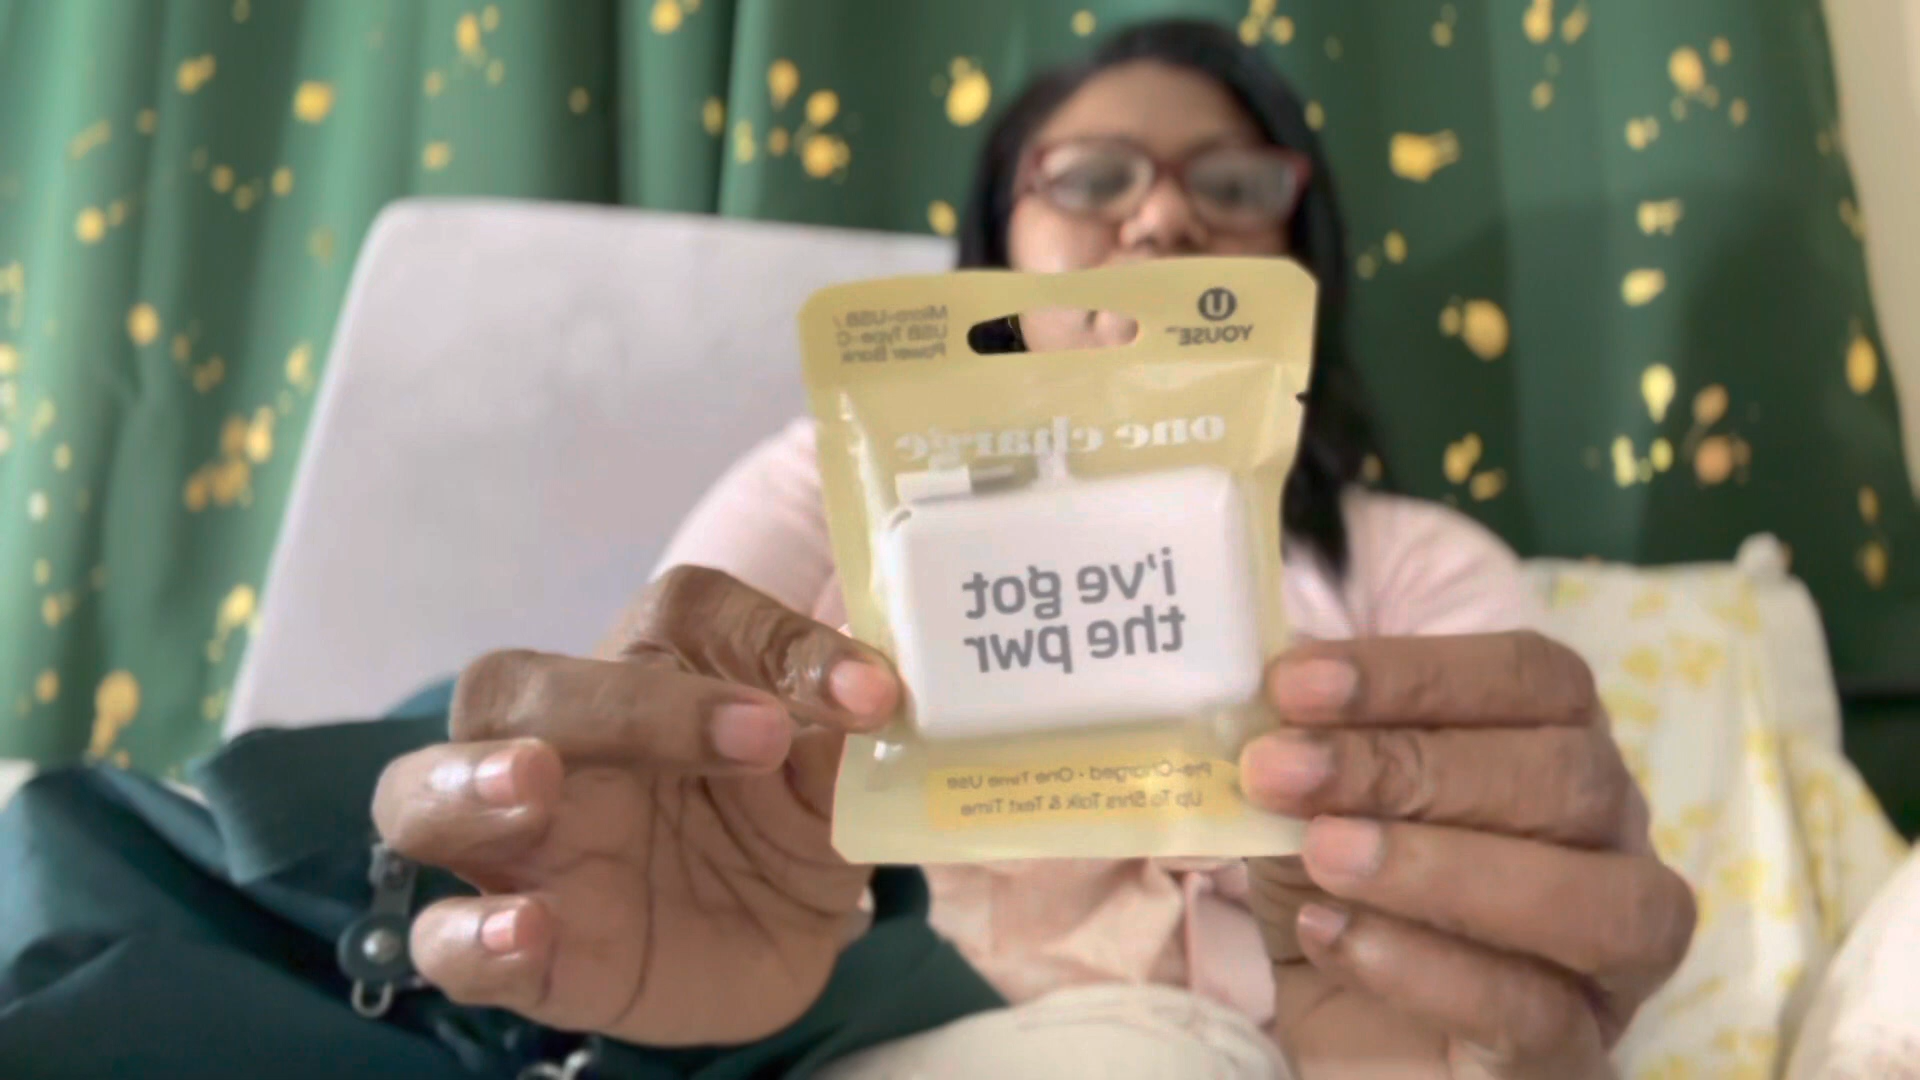 U
YOUSE™
Micro-USB /
USB Type-C
Power Bank
one charge
i've got
the pwr
Pre-Charged • One Time Use
Up To 5hrs Talk & Text Time